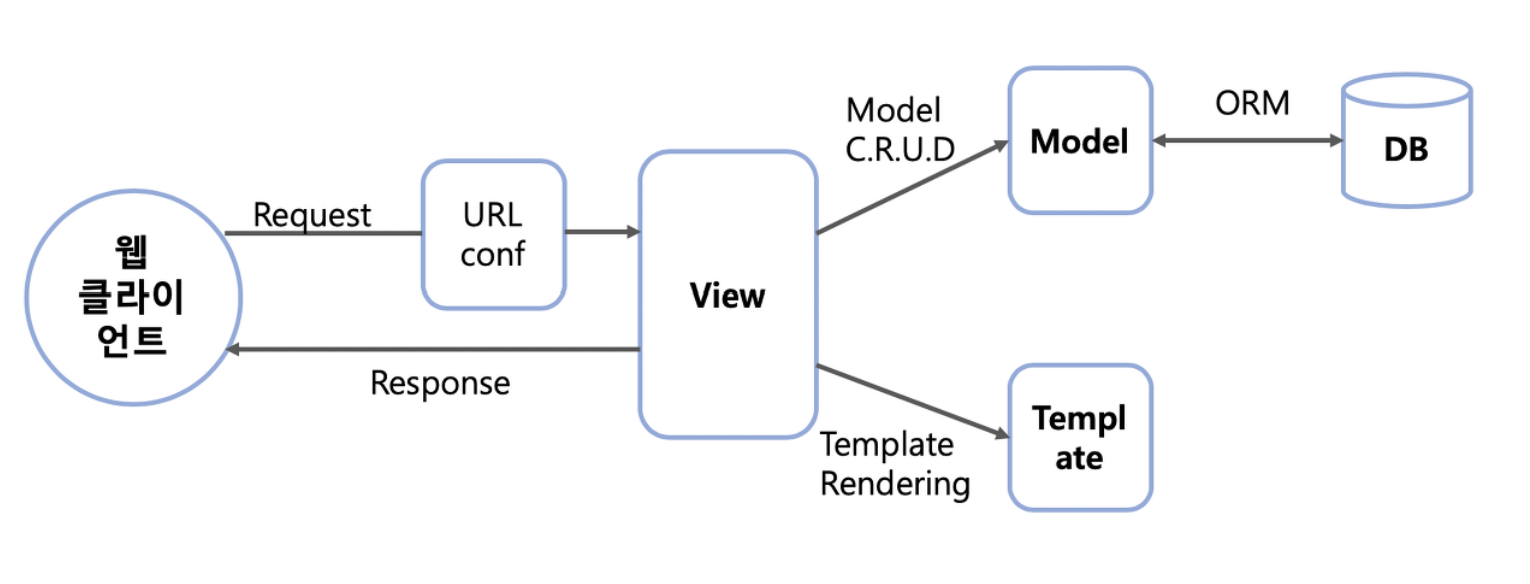 웹
클라이
언트
Request
URL
conf
View
Response
Model
C.R.U.D
Model
ORM
DB
Template
Rendering
Templ
ate